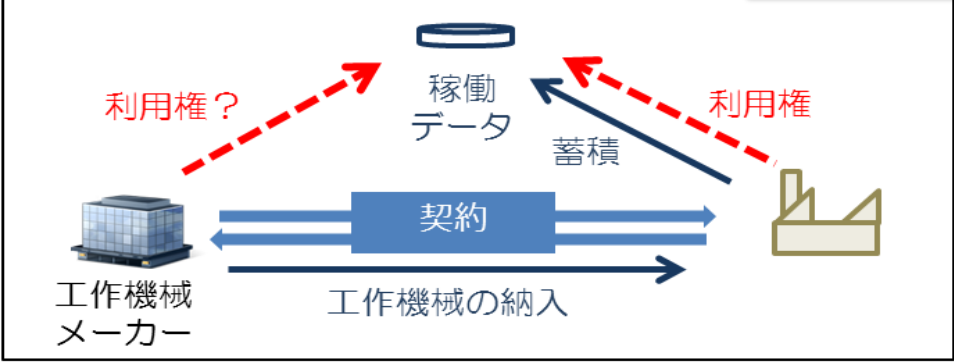 稼働
データ
利用権？
利用権
蓄積
契約
工作機械の納入
工作機械
メーカー